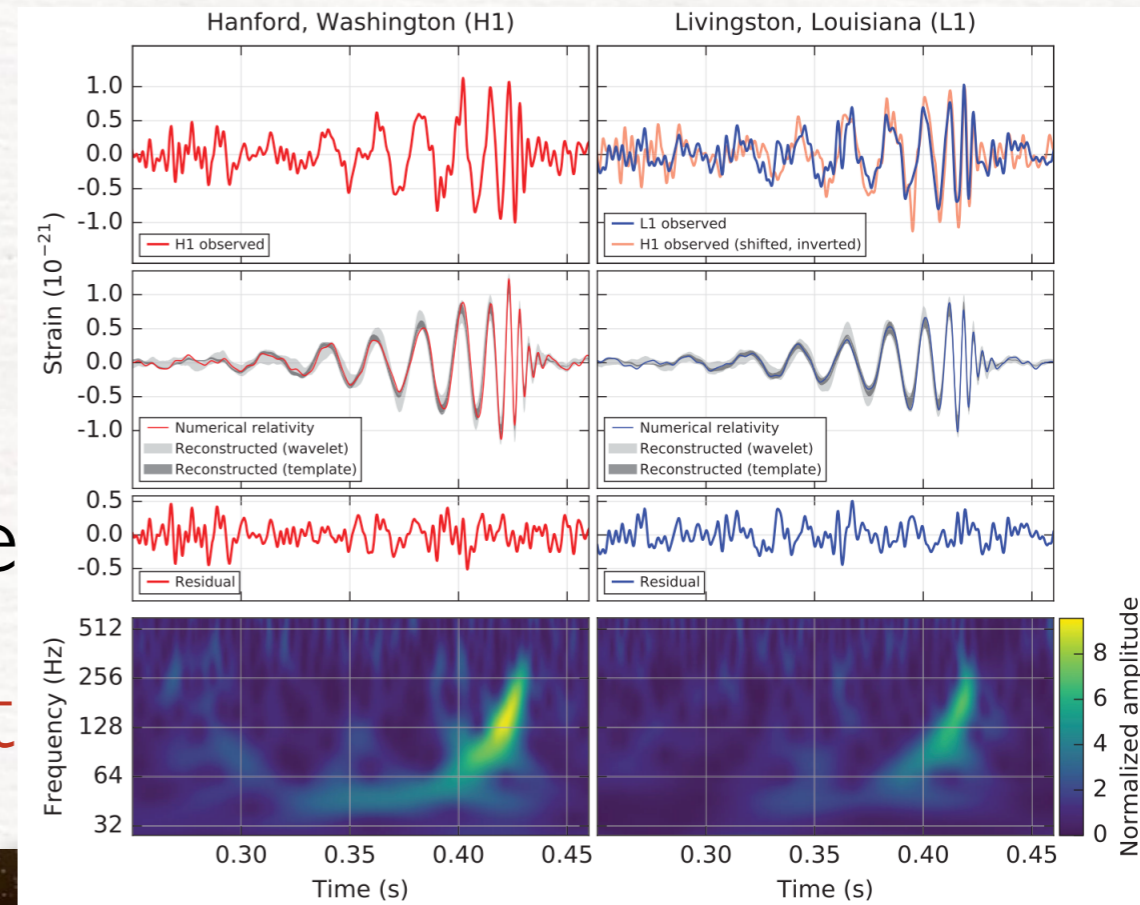 Hanford, Washington (H1)
Livingston, Louisiana (L1)
Strain (10⁻²¹)
1.0
0.5
0.0
-0.5
-1.0
H1 observed
L1 observed
H1 observed (shifted, inverted)
1.0
0.5
0.0
-0.5
-1.0
Numerical relativity
Reconstructed (wavelet)
Reconstructed (template)
Numerical relativity
Reconstructed (wavelet)
Reconstructed (template)
0.5
0.0
-0.5
Residual
Residual
Frequency (Hz)
512
256
128
64
32
8
6
4
2
0
Normalized amplitude
0.30
0.35
0.40
0.45
0.30
0.35
0.40
0.45
Time (s)
Time (s)